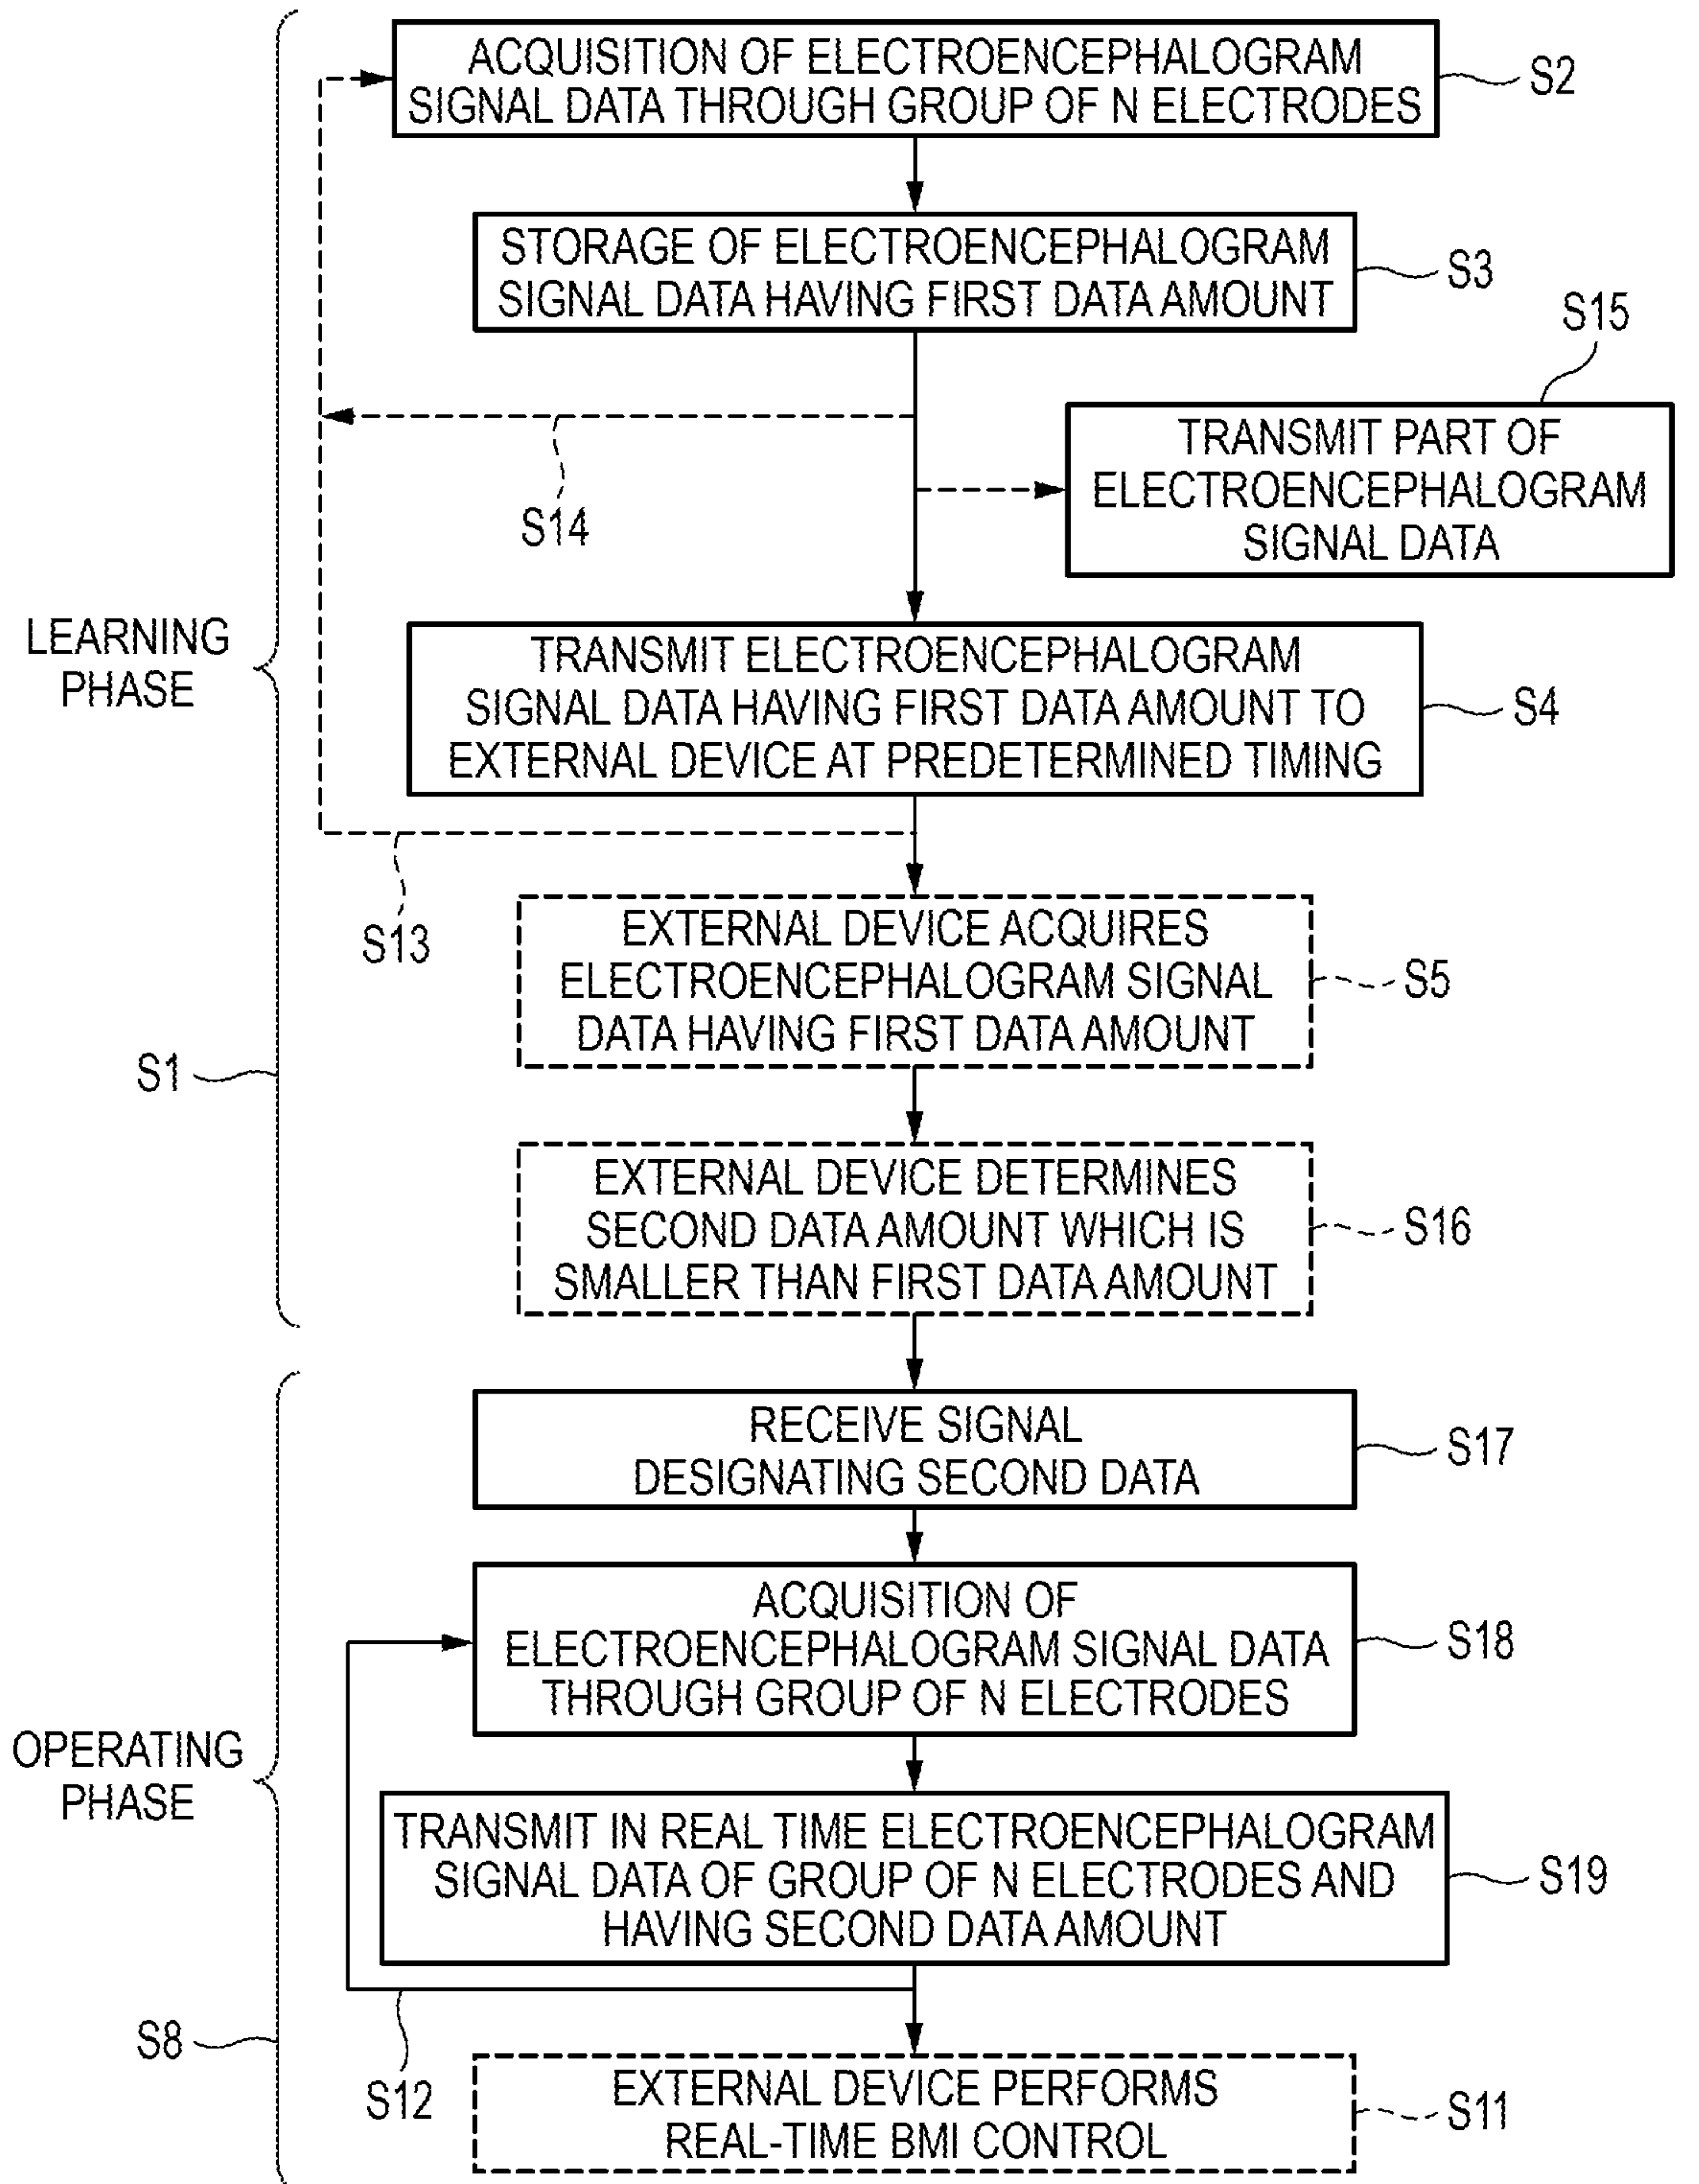 ACQUISITION OF ELECTROENCEPHALOGRAM
SIGNAL DATA THROUGH GROUP OF N ELECTRODES
S2
STORAGE OF ELECTROENCEPHALOGRAM
SIGNAL DATA HAVING FIRST DATA AMOUNT
S3
S15
TRANSMIT PART OF
ELECTROENCEPHALOGRAM
SIGNAL DATA
S14
LEARNING
PHASE
TRANSMIT ELECTROENCEPHALOGRAM
SIGNAL DATA HAVING FIRST DATA AMOUNT TO
EXTERNAL DEVICE AT PREDETERMINED TIMING
S4
S13
EXTERNAL DEVICE ACQUIRES
ELECTROENCEPHALOGRAM SIGNAL
DATA HAVING FIRST DATA AMOUNT
S5
S1
EXTERNAL DEVICE DETERMINES
SECOND DATA AMOUNT WHICH IS
SMALLER THAN FIRST DATA AMOUNT
S16
RECEIVE SIGNAL
DESIGNATING SECOND DATA
S17
ACQUISITION OF
ELECTROENCEPHALOGRAM SIGNAL DATA
THROUGH GROUP OF N ELECTRODES
S18
OPERATING
PHASE
TRANSMIT IN REAL TIME ELECTROENCEPHALOGRAM
SIGNAL DATA OF GROUP OF N ELECTRODES AND
HAVING SECOND DATA AMOUNT
S19
S8
S12
EXTERNAL DEVICE PERFORMS
REAL-TIME BMI CONTROL
S11